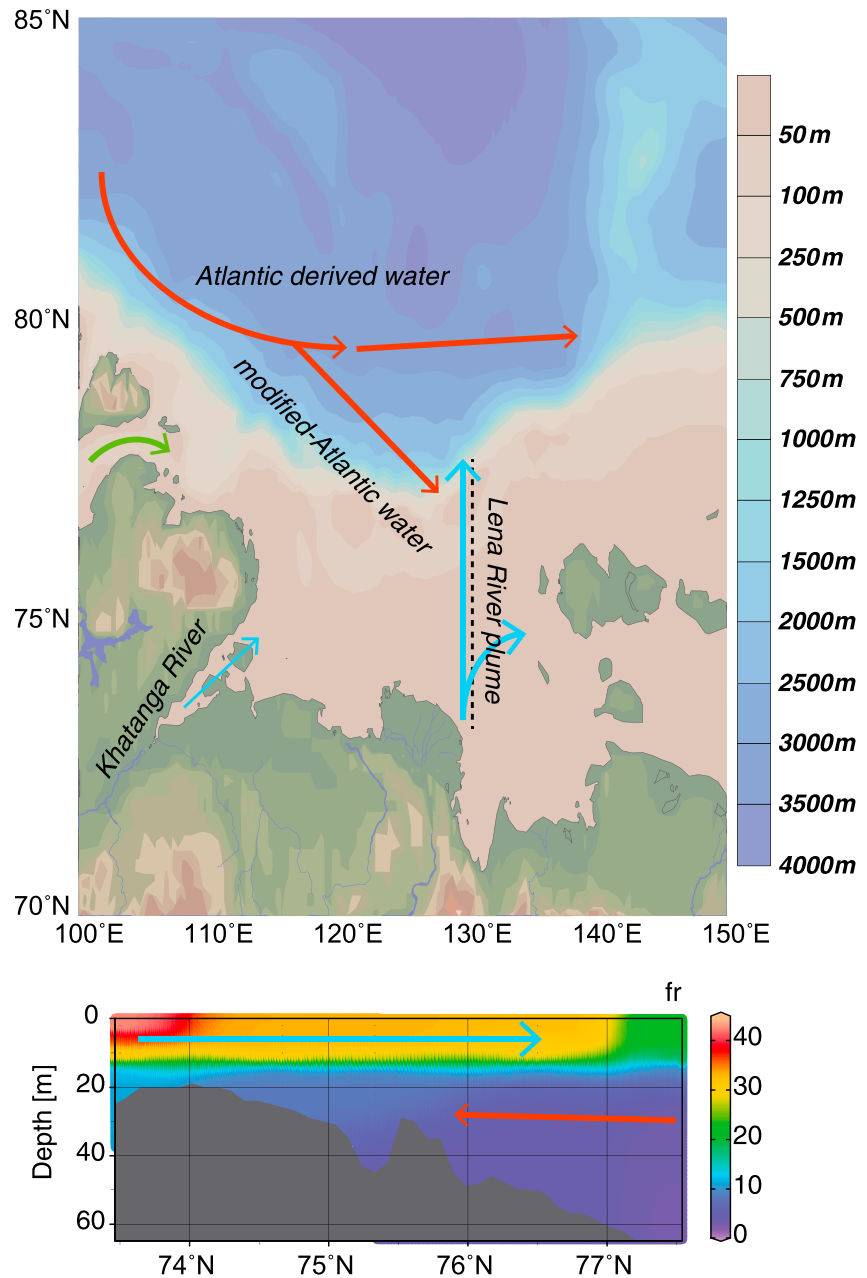 85˚N
80˚N
75˚N
70˚N
100˚E
110˚E
120˚E
130˚E
140˚E
150˚E
Atlantic derived water
modified-Atlantic water
Lena River plume
Khatanga River
50m
100m
250m
500m
750m
1000m
1250m
1500m
2000m
2500m
3000m
3500m
4000m
fr
Depth [m]
0
20
40
60
74˚N
75˚N
76˚N
77˚N
40
30
20
10
0